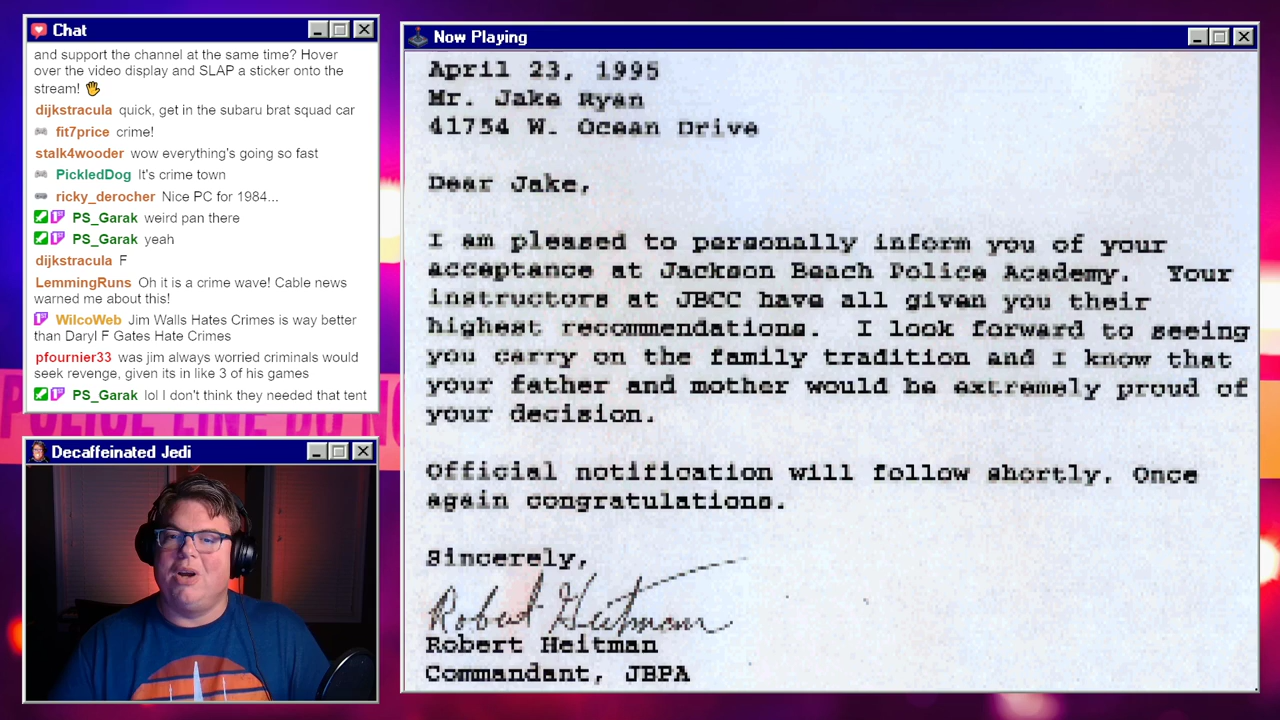 Chat
and support the channel at the same time? Hover
over the video display and SLAP a sticker onto the
stream! 🖐
dijkstracula quick, get in the subaru brat squad car
fit7price crime!
stalk4wooder wow everything's going so fast
PickledDog It's crime town
ricky_derocher Nice PC for 1984...
PS_Garak weird pan there
PS_Garak yeah
dijkstracula F
LemmingRuns Oh it is a crime wave! Cable news
warned me about this!
WilcoWeb Jim Walls Hates Crimes is way better
than Daryl F Gates Hate Crimes
pfournier33 was jim always worried criminals would
seek revenge, given its in like 3 of his games
PS_Garak lol I don't think they needed that tent
POLICE LINE DO NO
Decaffeinated Jedi
Now Playing
April 23, 1995
Mr. Jake Ryan
41754 W. Ocean Drive
Dear Jake,
I am pleased to personally inform you of your
acceptance at Jackson Beach Police Academy. Your
instructors at JBCC have all given you their
highest recommendations. I look forward to seeing
you carry on the family tradition and I know that
your father and mother would be extremely proud of
your decision.
Official notification will follow shortly. Once
again congratulations.
Sincerely,
Robert Heitman
Robert Heitman
Commandant, JBPA